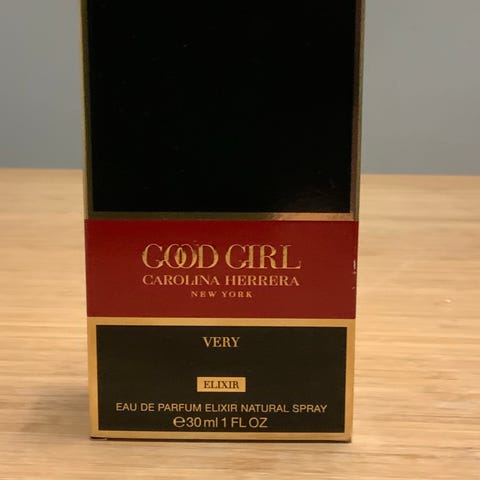 GOOD GIRL
CAROLINA HERRERA
NEW YORK
VERY
ELIXIR
EAU DE PARFUM ELIXIR NATURAL SPRAY
℮30 ml 1 FL OZ